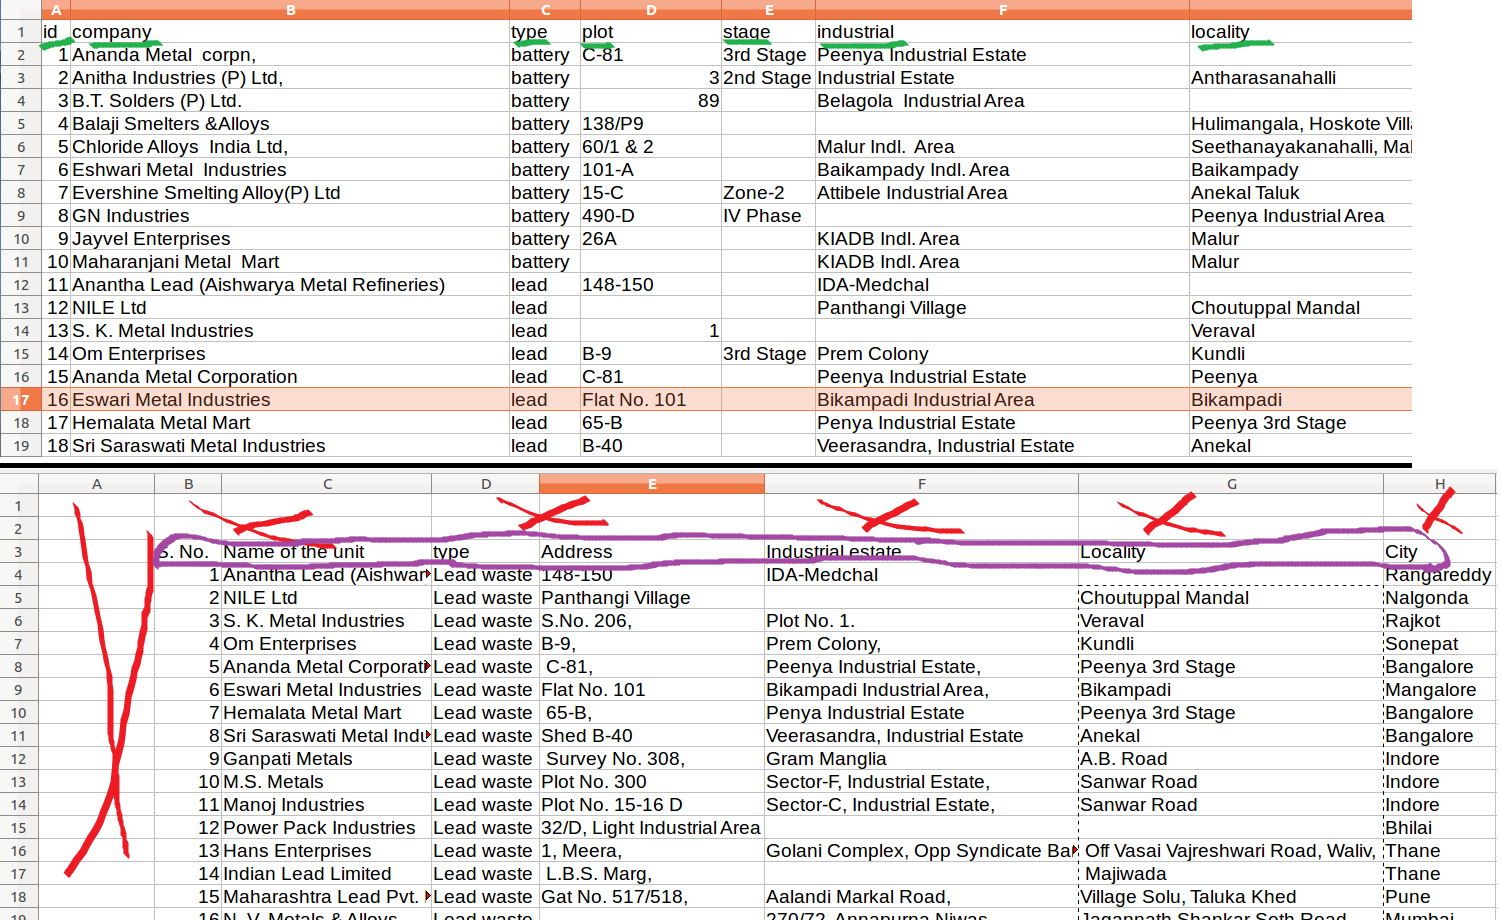 A B C D E F
1 id company type plot stage industrial locality
2 1 Ananda Metal corpn, battery C-81 3rd Stage Peenya Industrial Estate
3 2 Anitha Industries (P) Ltd, battery 3 2nd Stage Industrial Estate Antharasanahalli
4 3 B.T. Solders (P) Ltd. battery 89 Belagola Industrial Area
5 4 Balaji Smelters &Alloys battery 138/P9 Hulimangala, Hoskote
6 5 Chloride Alloys India Ltd, battery 60/1 & 2 Malur Indl. Area Seethanayakanahalli,
7 6 Eshwari Metal Industries battery 101-A Baikampady Indl. Area Baikampady
8 7 Evershine Smelting Alloy(P) Ltd battery 15-C Zone-2 Attibele Industrial Area Anekal Taluk
9 8 GN Industries battery 490-D IV Phase Peenya Industrial Area
10 9 Jayvel Enterprises battery 26A KIADB Indl. Area Malur
11 10 Maharanjani Metal Mart battery KIADB Indl. Area Malur
12 11 Anantha Lead (Aishwarya Metal Refineries) lead 148-150 IDA-Medchal
13 12 NILE Ltd lead Panthangi Village Choutuppal Mandal
14 13 S. K. Metal Industries lead 1 Veraval
15 14 Om Enterprises lead B-9 3rd Stage Prem Colony Kundli
16 15 Ananda Metal Corporation lead C-81 Peenya Industrial Estate Peenya
17 16 Eswari Metal Industries lead Flat No. 101 Bikampadi Industrial Area Bikampadi
18 17 Hemalata Metal Mart lead 65-B Penya Industrial Estate Peenya 3rd Stage
19 18 Sri Saraswati Metal Industries lead B-40 Veerasandra, Industrial Estate Anekal
A B C D E F G H
1
2
3 S. No. Name of the unit type Address Industrial estate Locality City
4 1 Anantha Lead (Aishwar Lead waste 148-150 IDA-Medchal Rangareddy
5 2 NILE Ltd Lead waste Panthangi Village Choutuppal Mandal Nalgonda
6 3 S. K. Metal Industries Lead waste S.No. 206, Plot No. 1. Veraval Rajkot
7 4 Om Enterprises Lead waste B-9, Prem Colony, Kundli Sonepat
8 5 Ananda Metal Corporati Lead waste C-81, Peenya Industrial Estate, Peenya 3rd Stage Bangalore
9 6 Eswari Metal Industries Lead waste Flat No. 101 Bikampadi Industrial Area, Bikampadi Mangalore
10 7 Hemalata Metal Mart Lead waste 65-B, Penya Industrial Estate Peenya 3rd Stage Bangalore
11 8 Sri Saraswati Metal Indu Lead waste Shed B-40 Veerasandra, Industrial Estate Anekal Bangalore
12 9 Ganpati Metals Lead waste Survey No. 308, Gram Manglia A.B. Road Indore
13 10 M.S. Metals Lead waste Plot No. 300 Sector-F, Industrial Estate, Sanwar Road Indore
14 11 Manoj Industries Lead waste Plot No. 15-16 D Sector-C, Industrial Estate, Sanwar Road Indore
15 12 Power Pack Industries Lead waste 32/D, Light Industrial Area Bhilai
16 13 Hans Enterprises Lead waste 1, Meera, Golani Complex, Opp Syndicate Ba Off Vasai Vajreshwari Road, Waliv, Thane
17 14 Indian Lead Limited Lead waste L.B.S. Marg, Majiwada Thane
18 15 Maharashtra Lead Pvt. Lead waste Gat No. 517/518, Aalandi Markal Road, Village Solu, Taluka Khed Pune